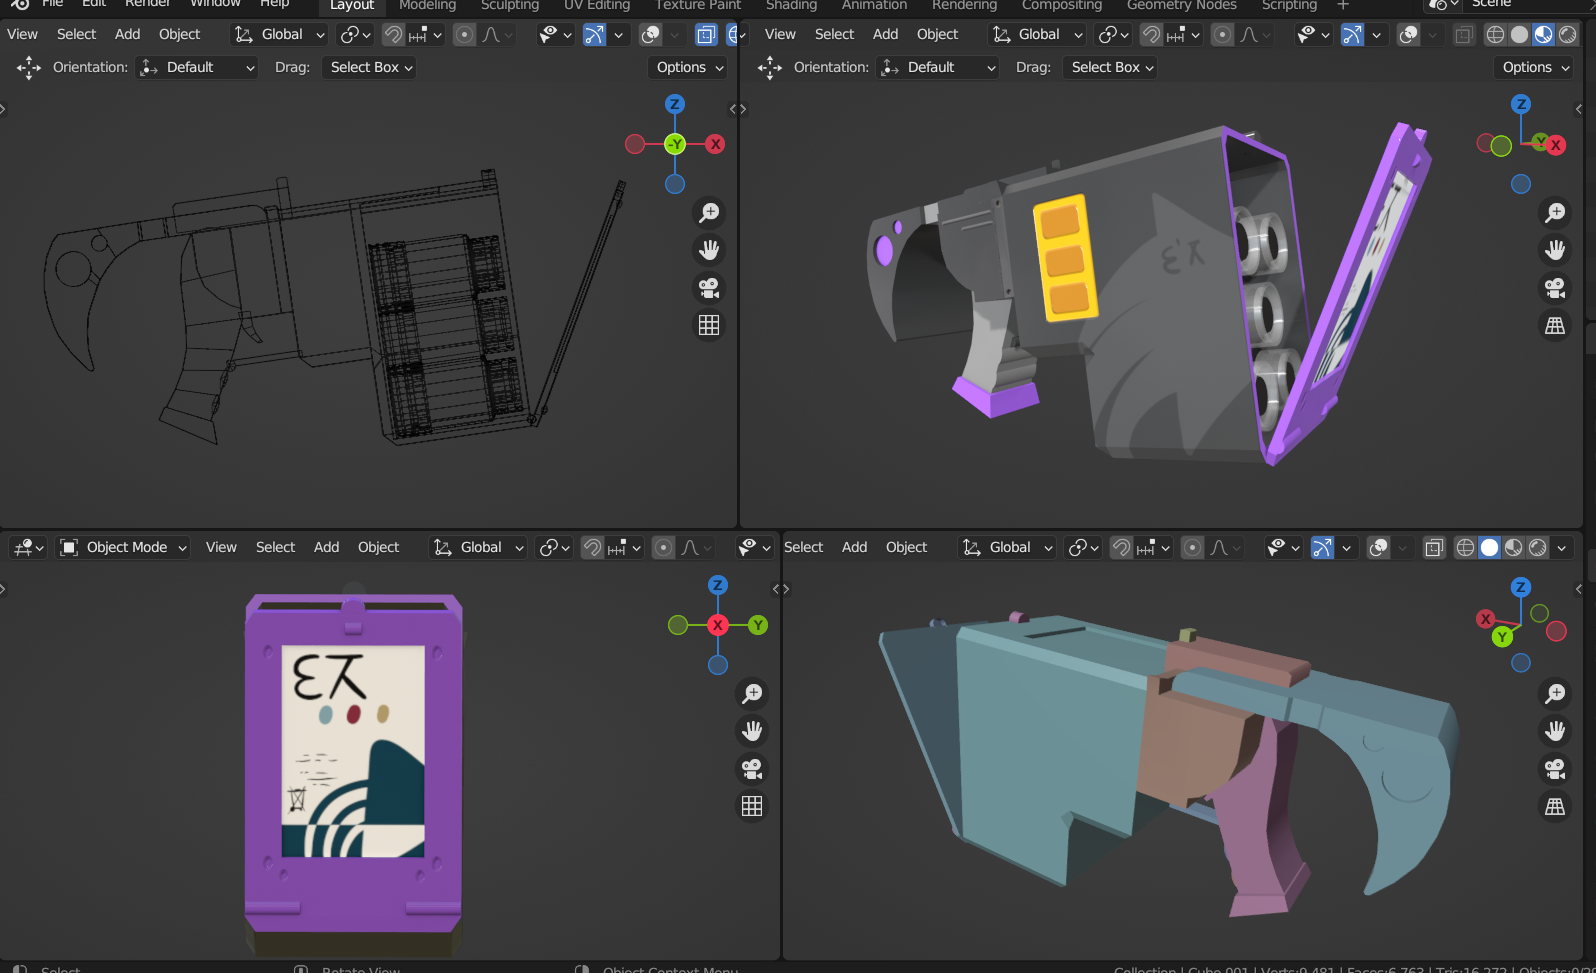 File Edit Render Window Help Layout Modeling Sculpting UV Editing Texture Paint Shading Animation Rendering Compositing Geometry Nodes Scripting + Scene
View Select Add Object Global
Orientation: Default Drag: Select Box Options
Z
-Y X
View Select Add Object Global
Orientation: Default Drag: Select Box Options
Z
Y X
Object Mode View Select Add Object Global
Z
X Y
Select Add Object Global
Z
X
Y
Select Rotate View Object Context Menu
Collection | Cube.001 | Verts:9,481 | Faces:6,763 | Tris:16,272 | Objects:0